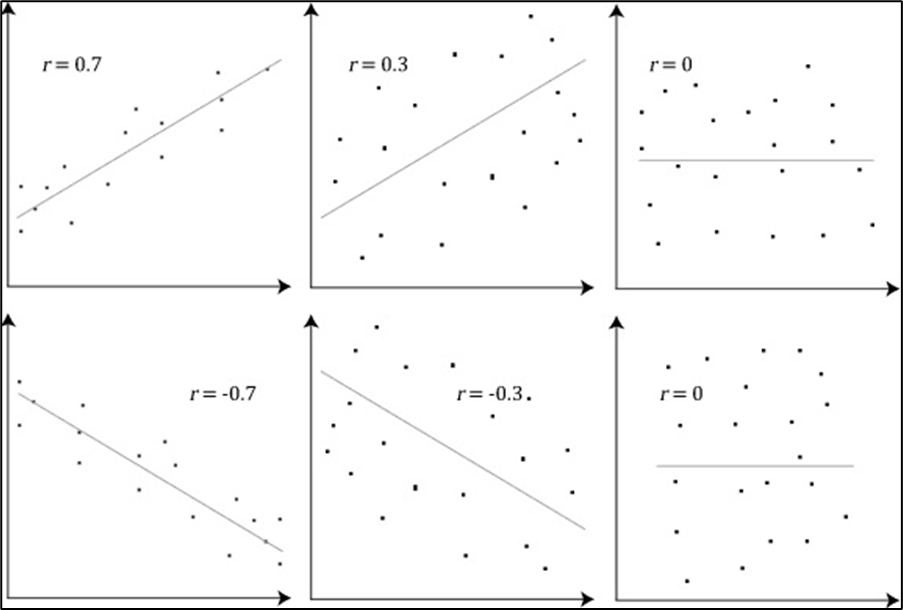 r = 0.7
r = 0.3
r = 0
r = -0.7
r = -0.3
r = 0